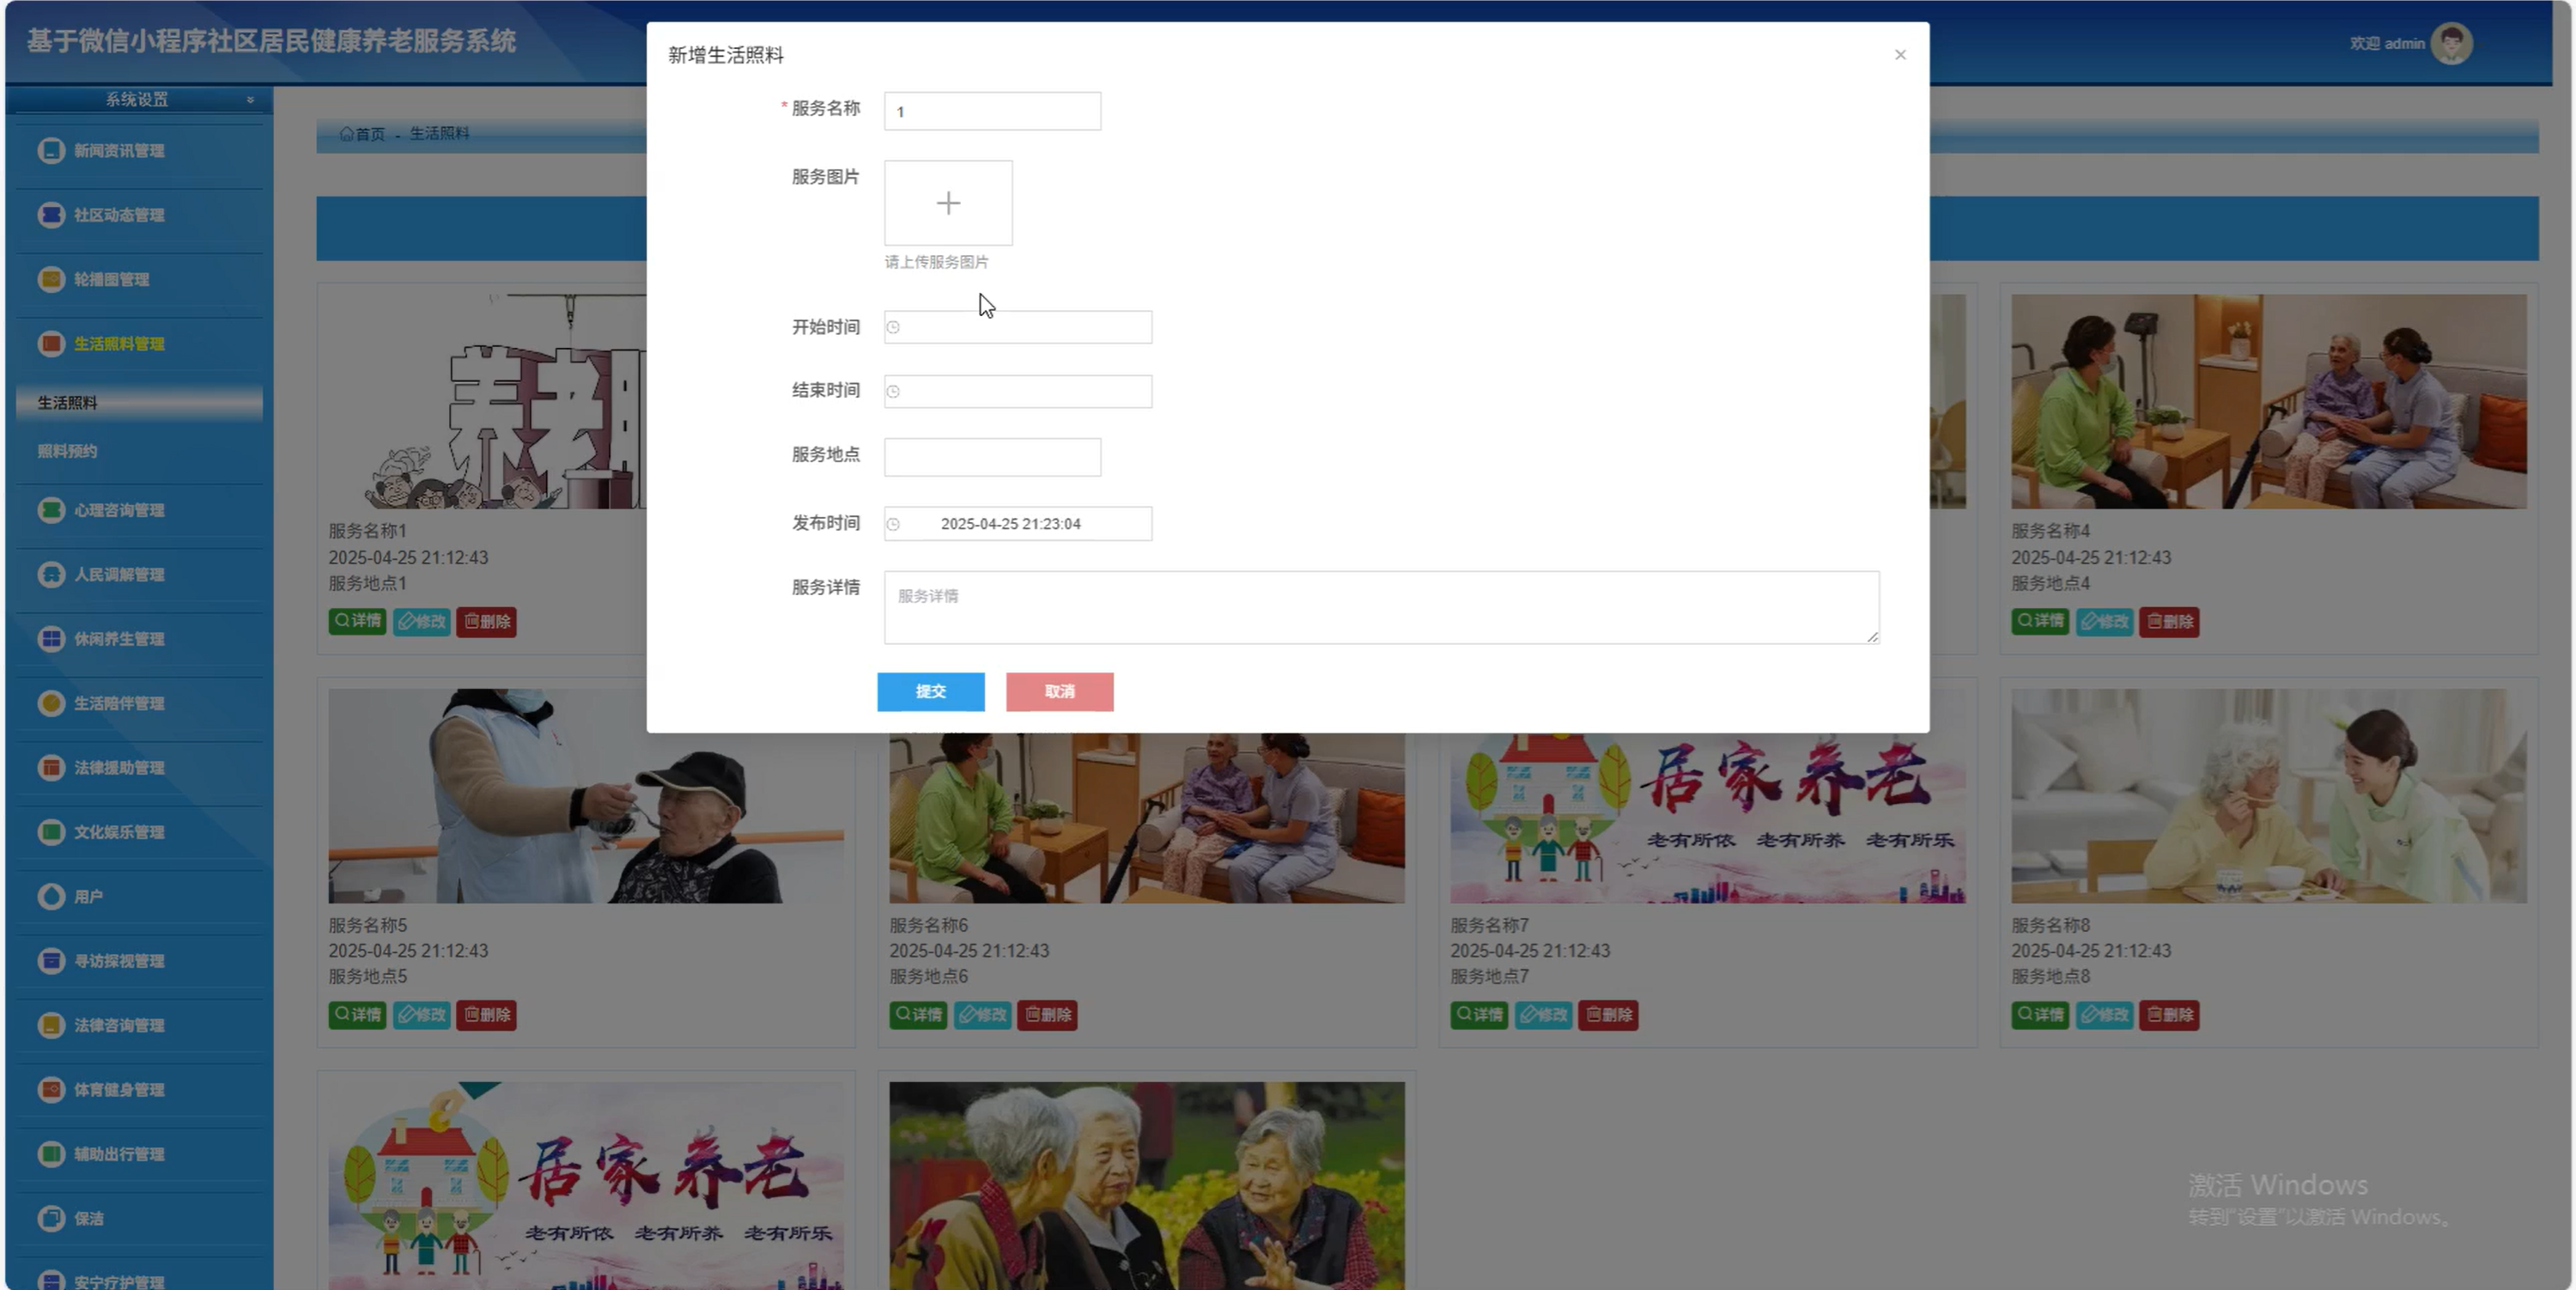 基于微信小程序社区居民健康养老服务系统
欢迎 admin
系统设置
新闻资讯管理
社区动态管理
轮播图管理
生活照料管理
生活照料
照料预约
心理咨询管理
人民调解管理
休闲养生管理
生活陪伴管理
法律援助管理
文化娱乐管理
用户
寻访探视管理
法律咨询管理
体育健身管理
辅助出行管理
保洁
安宁疗护管理
首页 - 生活照料
新增生活照料
* 服务名称 1
服务图片
请上传服务图片
开始时间
结束时间
服务地点
发布时间 2025-04-25 21:23:04
服务详情 服务详情
提交 取消
养老
服务名称1
2025-04-25 21:12:43
服务地点1
详情 修改 删除
服务名称4
2025-04-25 21:12:43
服务地点4
详情 修改 删除
服务名称5
2025-04-25 21:12:43
服务地点5
详情 修改 删除
服务名称6
2025-04-25 21:12:43
服务地点6
详情 修改 删除
居家养老
老有所依 老有所养 老有所乐
服务名称7
2025-04-25 21:12:43
服务地点7
详情 修改 删除
服务名称8
2025-04-25 21:12:43
服务地点8
详情 修改 删除
居家养老
老有所依 老有所养 老有所乐
激活 Windows
转到"设置"以激活 Windows。